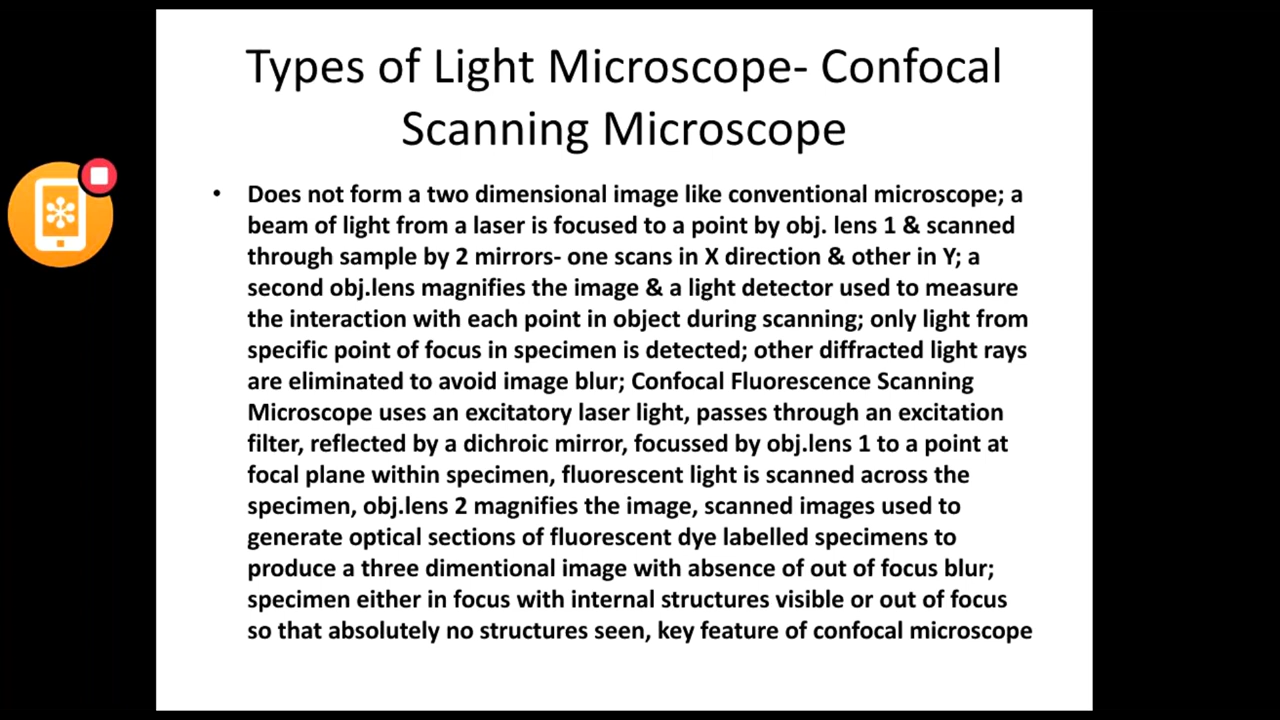 Types of Light Microscope- Confocal
Scanning Microscope
• Does not form a two dimensional image like conventional microscope; a
beam of light from a laser is focused to a point by obj. lens 1 & scanned
through sample by 2 mirrors- one scans in X direction & other in Y; a
second obj.lens magnifies the image & a light detector used to measure
the interaction with each point in object during scanning; only light from
specific point of focus in specimen is detected; other diffracted light rays
are eliminated to avoid image blur; Confocal Fluorescence Scanning
Microscope uses an excitatory laser light, passes through an excitation
filter, reflected by a dichroic mirror, focussed by obj.lens 1 to a point at
focal plane within specimen, fluorescent light is scanned across the
specimen, obj.lens 2 magnifies the image, scanned images used to
generate optical sections of fluorescent dye labelled specimens to
produce a three dimentional image with absence of out of focus blur;
specimen either in focus with internal structures visible or out of focus
so that absolutely no structures seen, key feature of confocal microscope